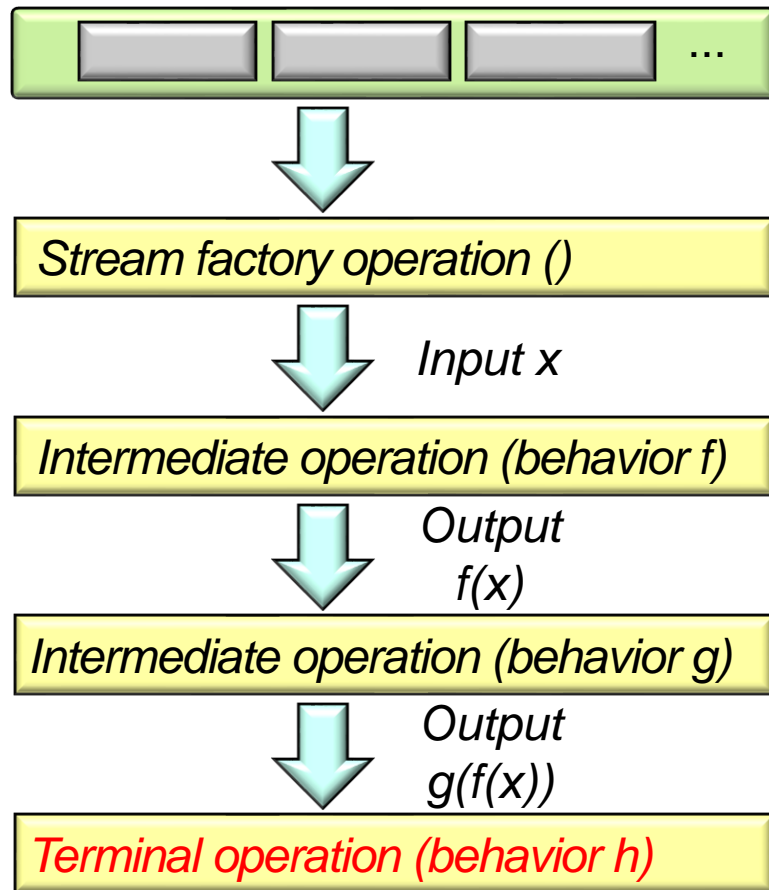 ...
Stream factory operation ()
Input x
Intermediate operation (behavior f)
Output
f(x)
Intermediate operation (behavior g)
Output
g(f(x))
Terminal operation (behavior h)